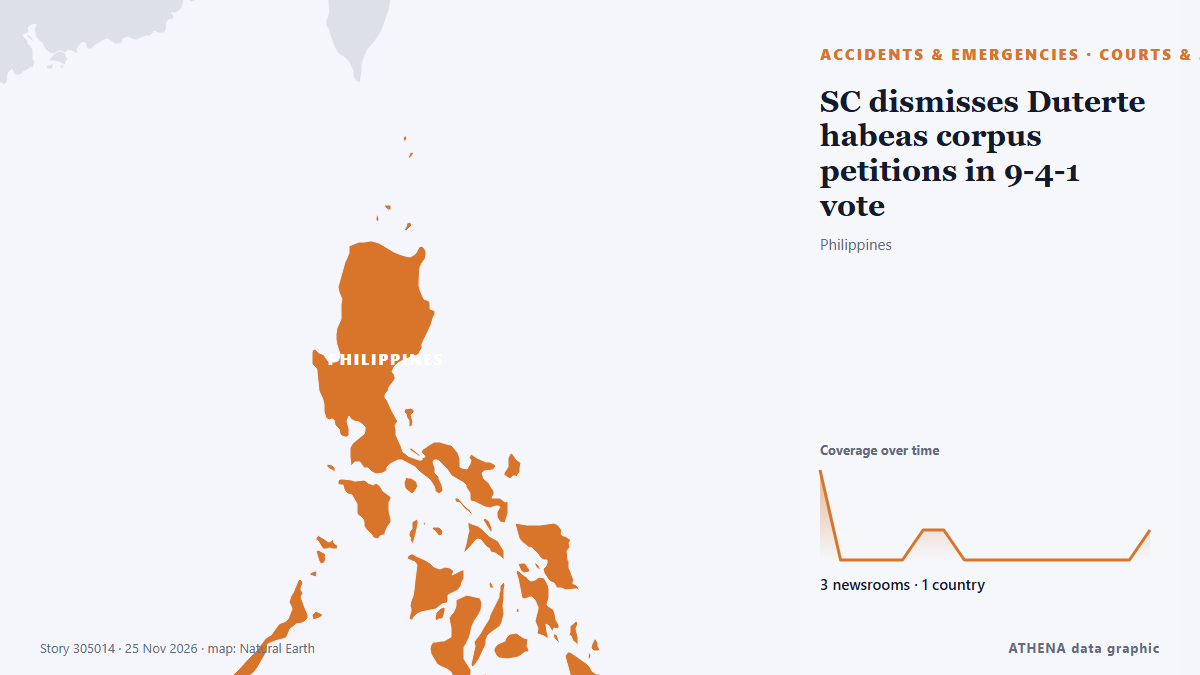 ACCIDENTS & EMERGENCIES · COURTS &
SC dismisses Duterte
habeas corpus
petitions in 9-4-1
vote
Philippines
PHILIPPINES
Coverage over time
3 newsrooms · 1 country
Story 305014 · 25 Nov 2026 · map: Natural Earth
ATHENA data graphic